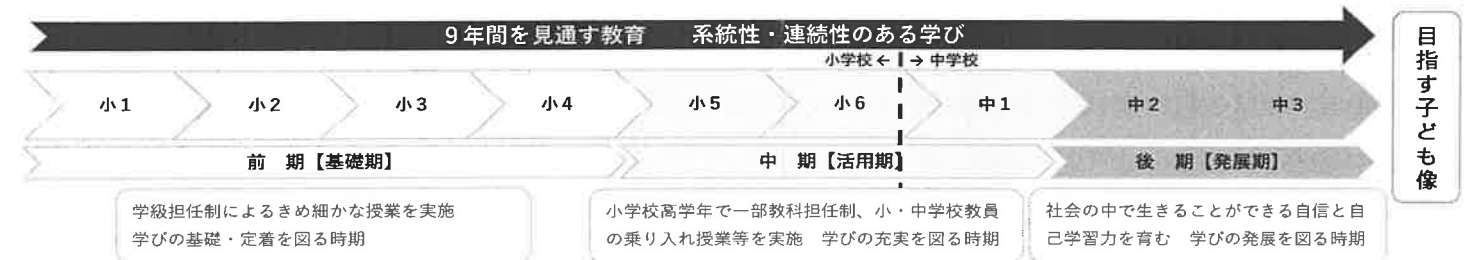 9年間を見通す教育　系統性・連続性のある学び
小学校 ← → 中学校
小1　小2　小3　小4　小5　小6　中1　中2　中3
前　期【基礎期】　中　期【活用期】　後　期【発展期】
学級担任制によるきめ細かな授業を実施
学びの基礎・定着を図る時期
小学校高学年で一部教科担任制、小・中学校教員
の乗り入れ授業等を実施　学びの充実を図る時期
社会の中で生きることができる自信と自
己学習力を育む　学びの発展を図る時期
目指す子ども像